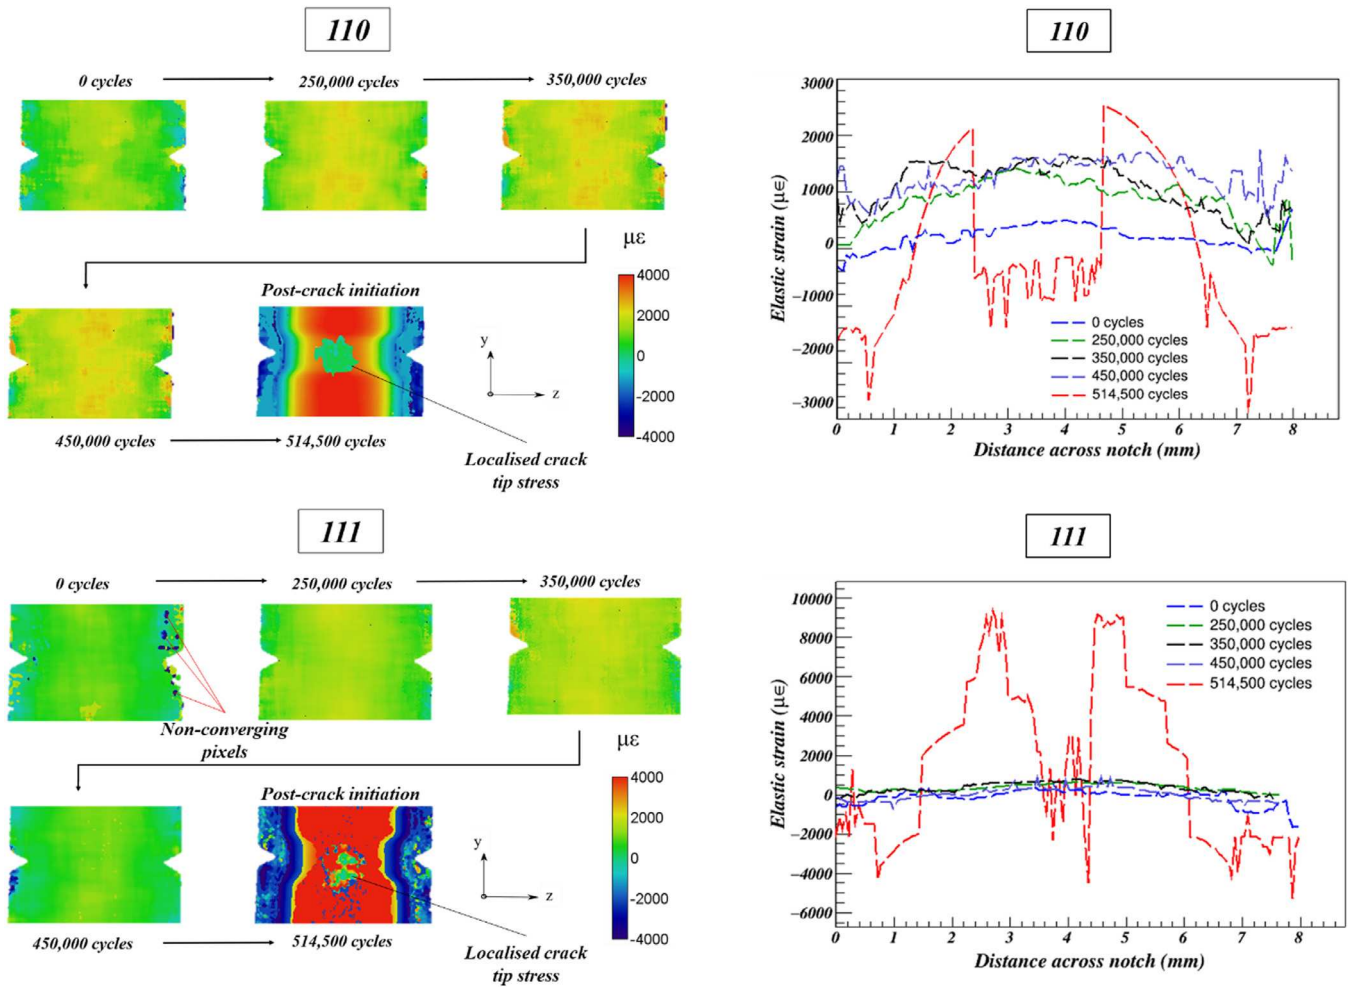 110
0 cycles
250,000 cycles
350,000 cycles
με
450,000 cycles
Post-crack initiation
514,500 cycles
4000
2000
0
-2000
-4000
y
z
Localised crack
tip stress
110
Elastic strain (με)
3000
2000
1000
0
−1000
−2000
−3000
0 cycles
250,000 cycles
350,000 cycles
450,000 cycles
514,500 cycles
0 1 2 3 4 5 6 7 8
Distance across notch (mm)
111
0 cycles
250,000 cycles
350,000 cycles
Non-converging
pixels
με
450,000 cycles
Post-crack initiation
514,500 cycles
4000
2000
0
-2000
-4000
y
z
Localised crack
tip stress
111
Elastic strain (με)
10000
8000
6000
4000
2000
0
−2000
−4000
−6000
0 cycles
250,000 cycles
350,000 cycles
450,000 cycles
514,500 cycles
0 1 2 3 4 5 6 7 8
Distance across notch (mm)